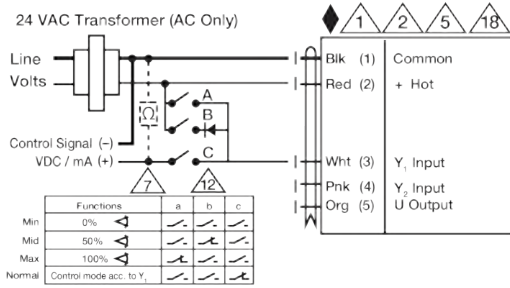 24 VAC Transformer (AC Only)
1 2 5 18
Line
Volts
Blk (1) Common
Red (2) + Hot
A
Ω
B
Control Signal (–)
VDC / mA (+)
C
Wht (3) Y1 Input
Pnk (4) Y2 Input
Org (5) U Output
7 12
Functions a b c
Min 0%
Mid 50%
Max 100%
Normal Control mode acc. to Y1